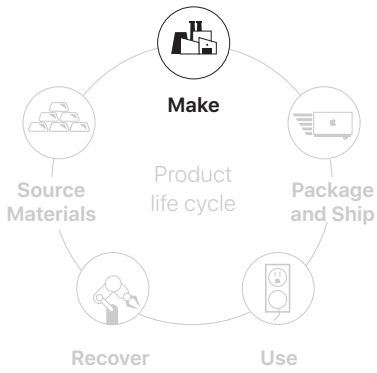 Make
Source
Materials
Product
life cycle
Package
and Ship
Recover
Use